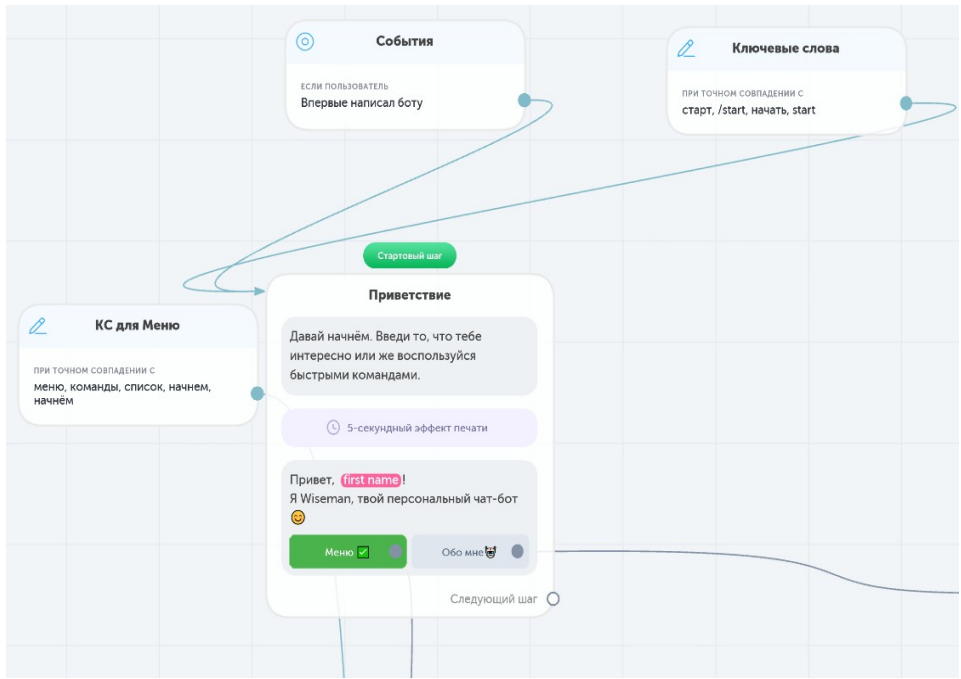 События
ЕСЛИ ПОЛЬЗОВАТЕЛЬ
Впервые написал боту
Ключевые слова
ПРИ ТОЧНОМ СОВПАДЕНИИ С
старт, /start, начать, start
Стартовый шаг
Приветствие
Давай начнём. Введи то, что тебе
интересно или же воспользуйся
быстрыми командами.
5-секундный эффект печати
Привет, first name!
Я Wiseman, твой персональный чат-бот
😊
Меню ✅
Обо мне😼
Следующий шаг
КС для Меню
ПРИ ТОЧНОМ СОВПАДЕНИИ С
меню, команды, список, начнем,
начнём